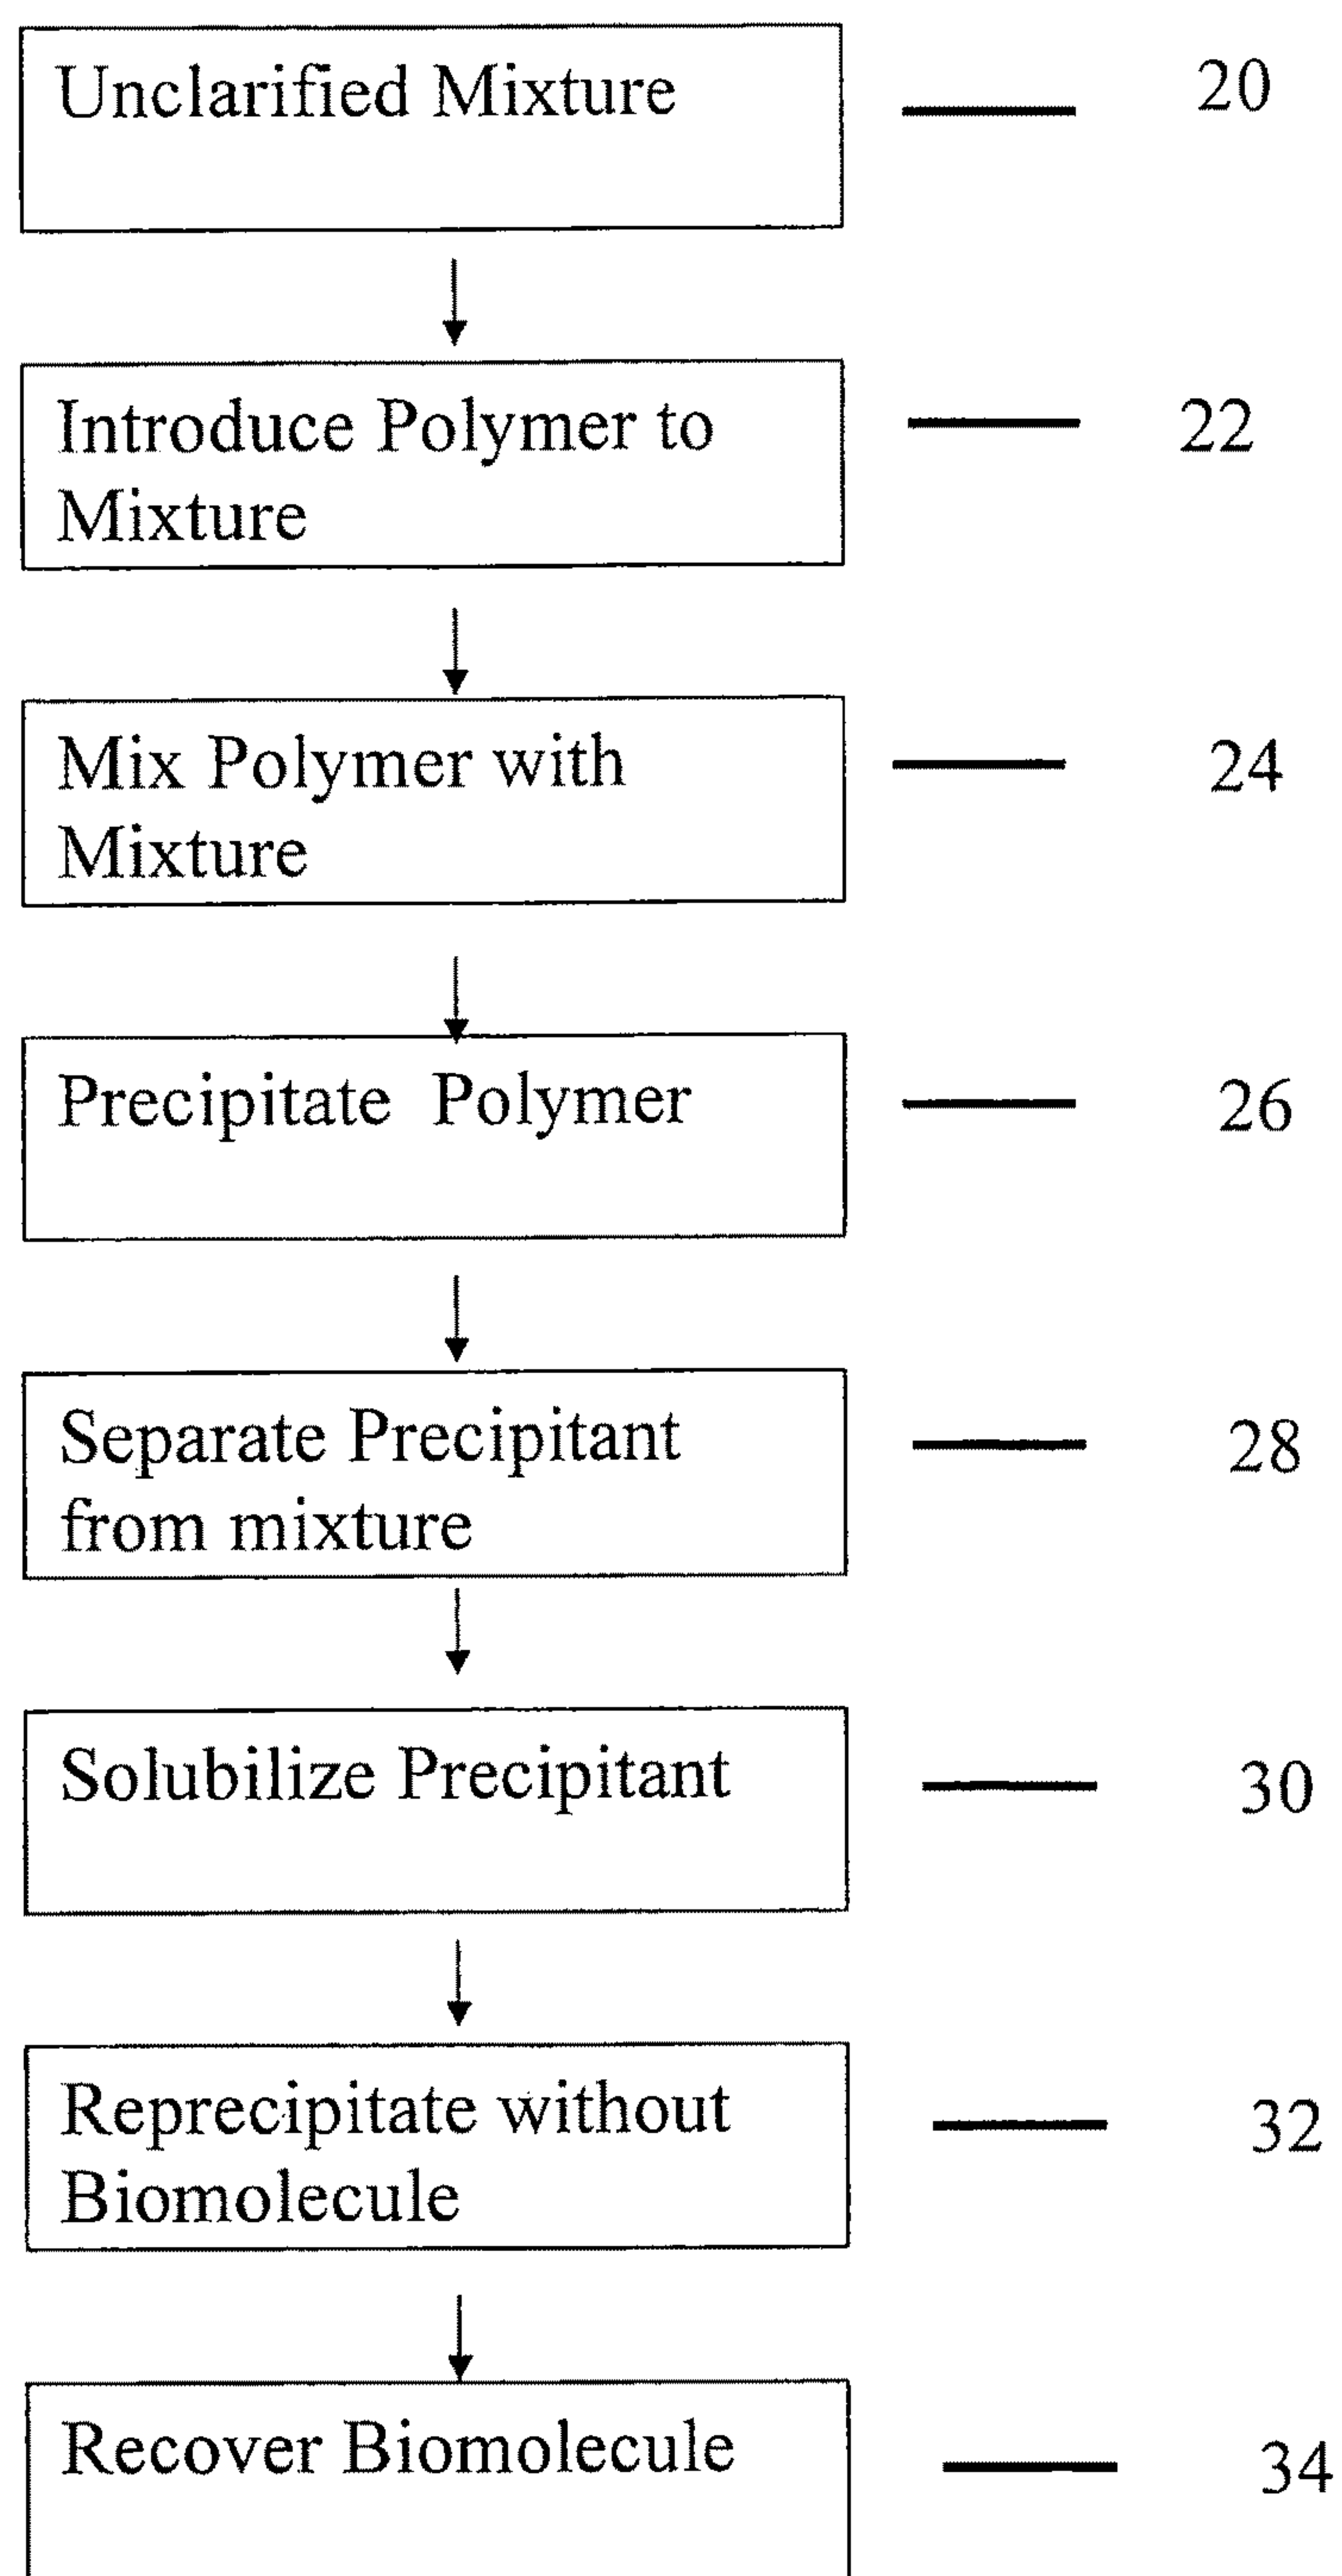 Unclarified Mixture 20
Introduce Polymer to 22
Mixture
Mix Polymer with 24
Mixture
Precipitate Polymer 26
Separate Precipitant 28
from mixture
Solubilize Precipitant 30
Reprecipitate without 32
Biomolecule
Recover Biomolecule 34